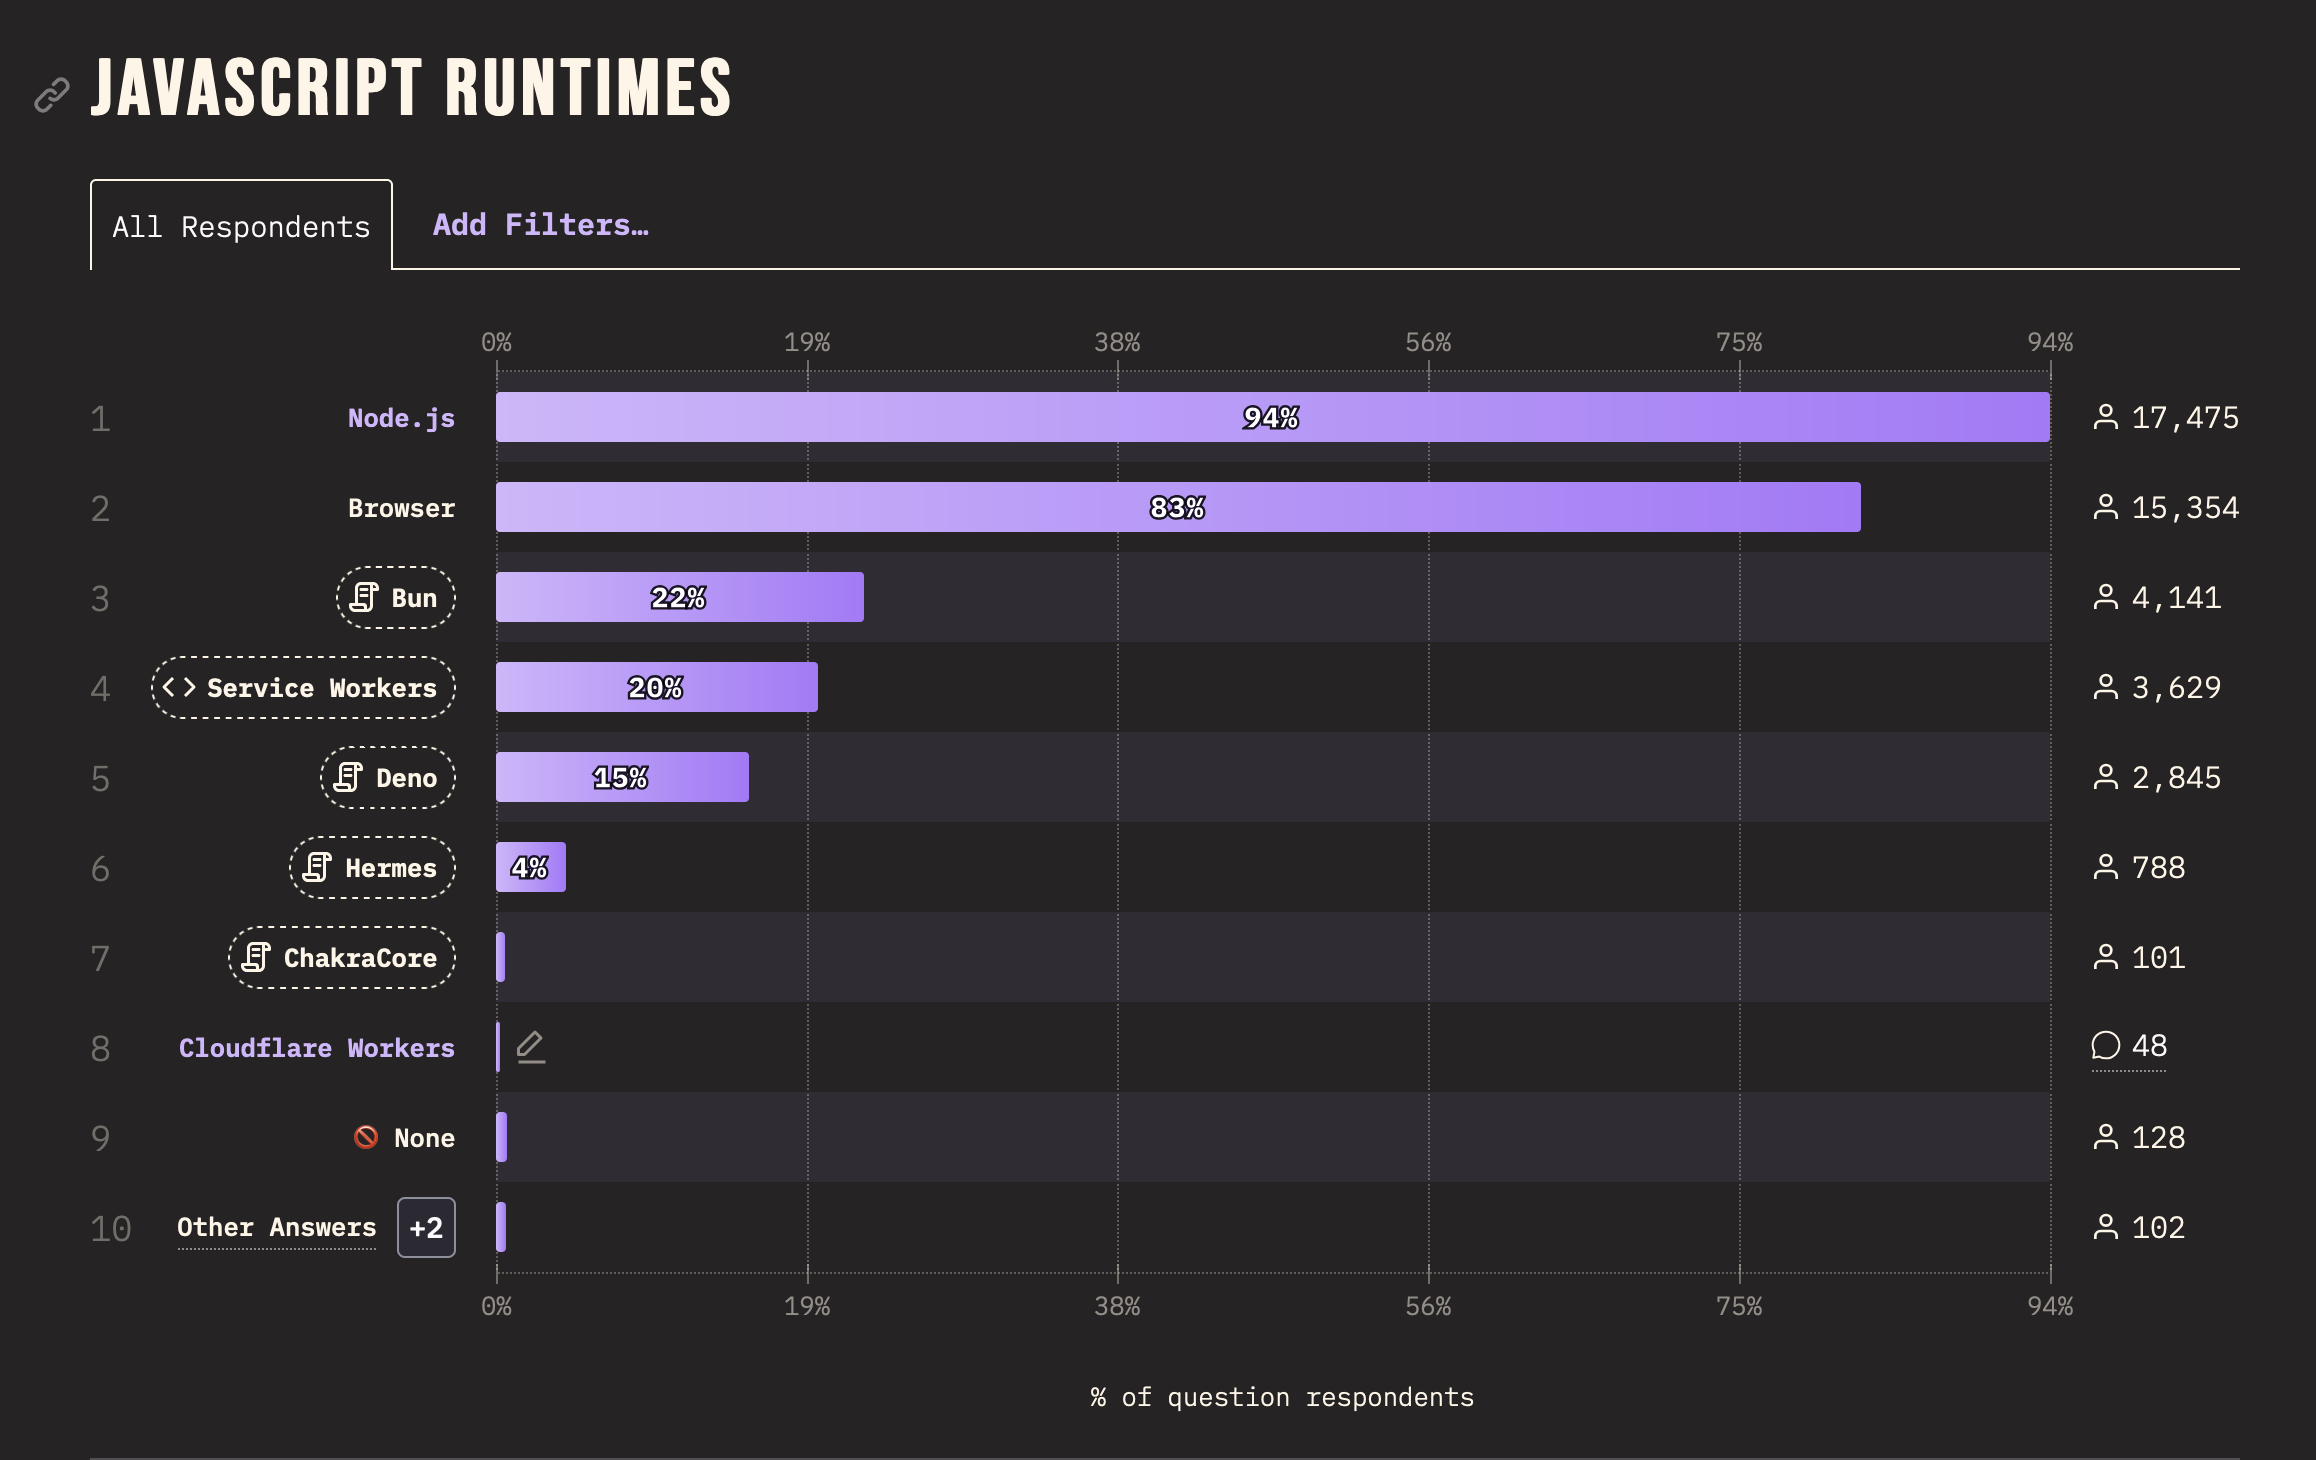 JAVASCRIPT RUNTIMES
All Respondents
Add Filters…
0% 19% 38% 56% 75% 94%
1 Node.js 94% 17,475
2 Browser 83% 15,354
3 Bun 22% 4,141
4 Service Workers 20% 3,629
5 Deno 15% 2,845
6 Hermes 4% 788
7 ChakraCore 101
8 Cloudflare Workers 48
9 None 128
10 Other Answers +2 102
0% 19% 38% 56% 75% 94%
% of question respondents